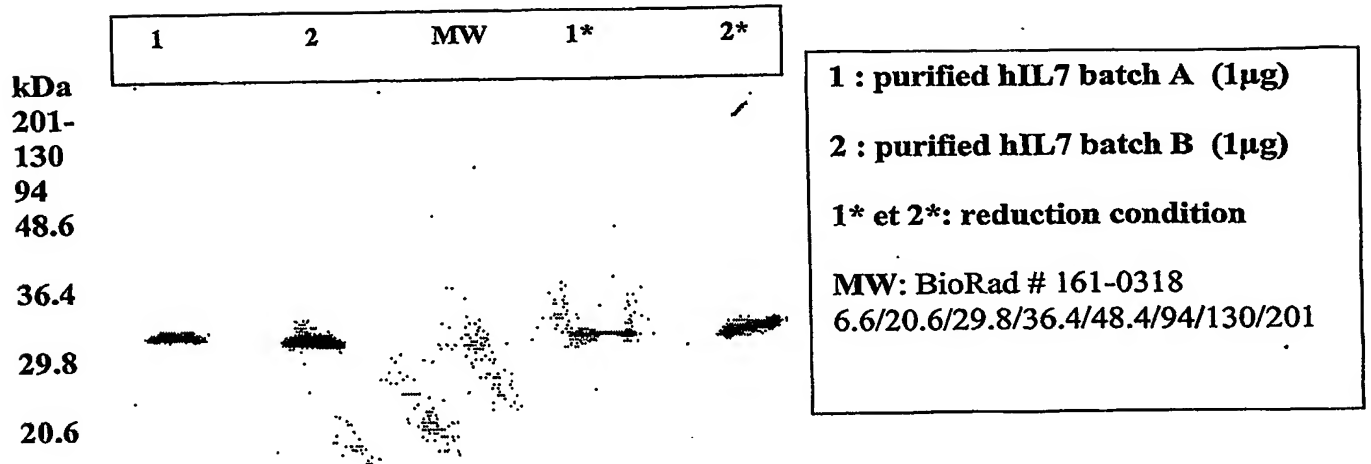 1 2 MW 1* 2*
kDa
201-
130
94
48.6
36.4
29.8
20.6
1 : purified hIL7 batch A (1µg)
2 : purified hIL7 batch B (1µg)
1* et 2*: reduction condition
MW: BioRad # 161-0318
6.6/20.6/29.8/36.4/48.4/94/130/201